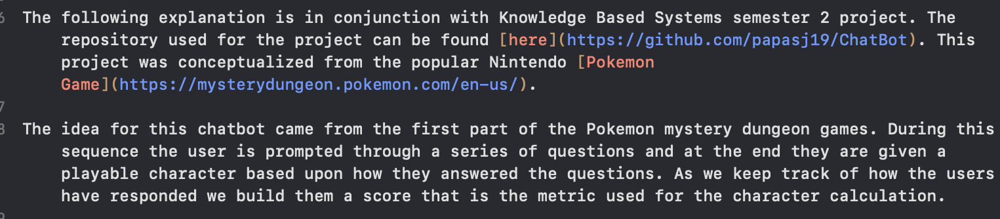 6 The following explanation is in conjunction with Knowledge Based Systems semester 2 project. The
repository used for the project can be found [here](https://github.com/papasj19/ChatBot). This
project was conceptualized from the popular Nintendo [Pokemon
Game](https://mysterydungeon.pokemon.com/en-us/).
7
8 The idea for this chatbot came from the first part of the Pokemon mystery dungeon games. During this
sequence the user is prompted through a series of questions and at the end they are given a
playable character based upon how they answered the questions. As we keep track of how the users
have responded we build them a score that is the metric used for the character calculation.